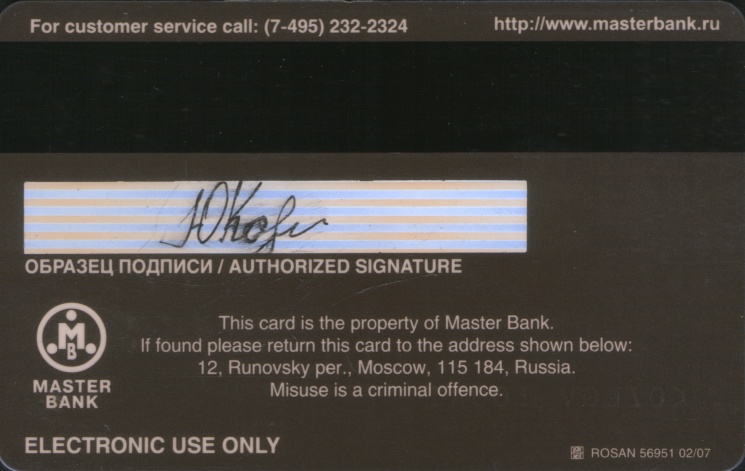 For customer service call: (7-495) 232-2324
http://www.masterbank.ru
ОБРАЗЕЦ ПОДПИСИ / AUTHORIZED SIGNATURE
This card is the property of Master Bank.
If found please return this card to the address shown below:
12, Runovsky per., Moscow, 115 184, Russia.
Misuse is a criminal offence.
M
B
MASTER
BANK
ELECTRONIC USE ONLY
ROSAN 56951 02/07